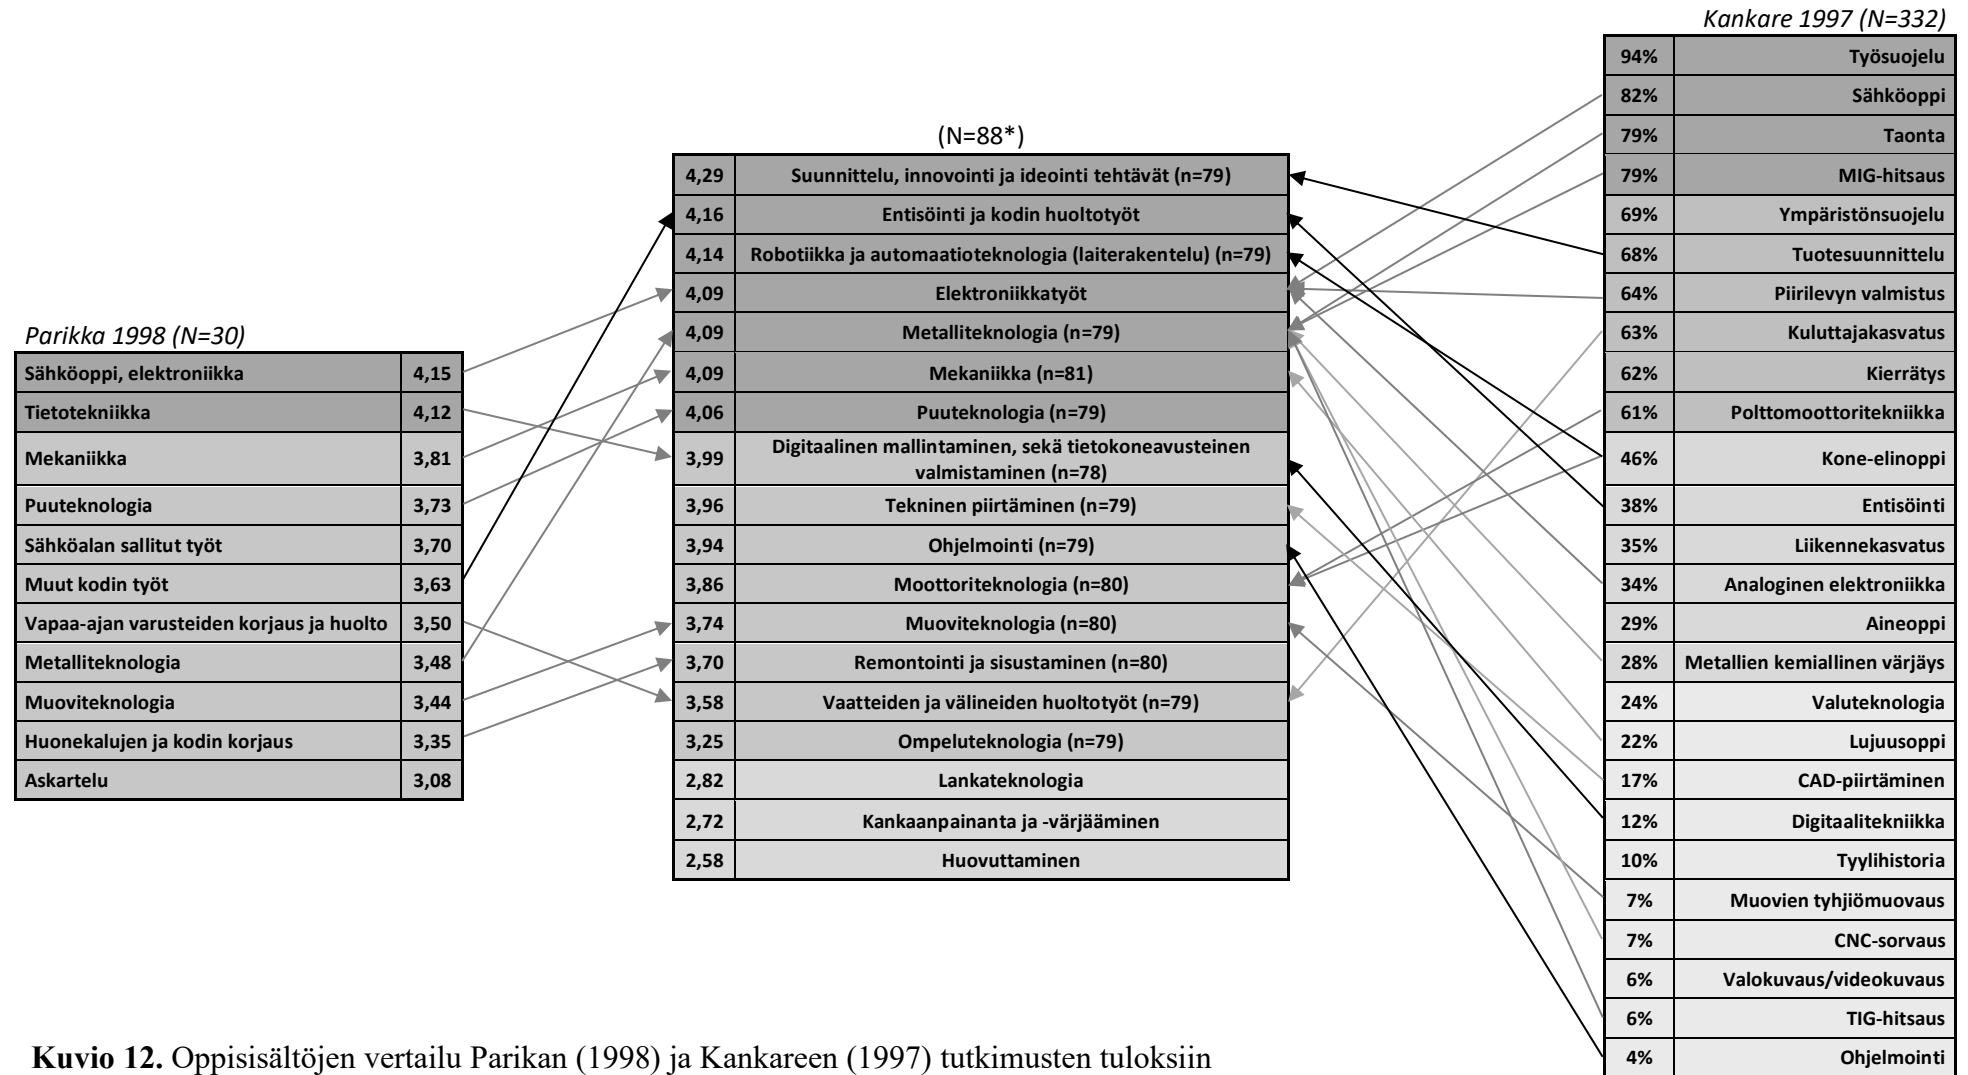 Kankare 1997 (N=332)
94% Työsuojelu
82% Sähköoppi
79% Taonta
79% MIG-hitsaus
69% Ympäristönsuojelu
68% Tuotesuunnittelu
64% Piirilevyn valmistus
63% Kuluttajakasvatus
62% Kierrätys
61% Polttomoottoritekniikka
46% Kone-elinoppi
38% Entisöinti
35% Liikennekasvatus
34% Analoginen elektroniikka
29% Aineoppi
28% Metallien kemiallinen värjäys
24% Valuteknologia
22% Lujuusoppi
17% CAD-piirtäminen
12% Digitaalitekniikka
10% Tyylihistoria
7% Muovien tyhjiömuovaus
7% CNC-sorvaus
6% Valokuvaus/videokuvaus
6% TIG-hitsaus
4% Ohjelmointi
(N=88*)
4,29 Suunnittelu, innovointi ja ideointi tehtävät (n=79)
4,16 Entisöinti ja kodin huoltotyöt
4,14 Robotiikka ja automaatioteknologia (laiterakentelu) (n=79)
4,09 Elektroniikkatyöt
4,09 Metalliteknologia (n=79)
4,09 Mekaniikka (n=81)
4,06 Puuteknologia (n=79)
3,99 Digitaalinen mallintaminen, sekä tietokoneavusteinen
valmistaminen (n=78)
3,96 Tekninen piirtäminen (n=79)
3,94 Ohjelmointi (n=79)
3,86 Moottoriteknologia (n=80)
3,74 Muoviteknologia (n=80)
3,70 Remontointi ja sisustaminen (n=80)
3,58 Vaatteiden ja välineiden huoltotyöt (n=79)
3,25 Ompeluteknologia (n=79)
2,82 Lankateknologia
2,72 Kankaanpainanta ja -värjääminen
2,58 Huovuttaminen
Parikka 1998 (N=30)
Sähköoppi, elektroniikka 4,15
Tietotekniikka 4,12
Mekaniikka 3,81
Puuteknologia 3,73
Sähköalan sallitut työt 3,70
Muut kodin työt 3,63
Vapaa-ajan varusteiden korjaus ja huolto 3,50
Metalliteknologia 3,48
Muoviteknologia 3,44
Huonekalujen ja kodin korjaus 3,35
Askartelu 3,08
Kuvio 12. Oppisisältöjen vertailu Parikan (1998) ja Kankareen (1997) tutkimusten tuloksiin